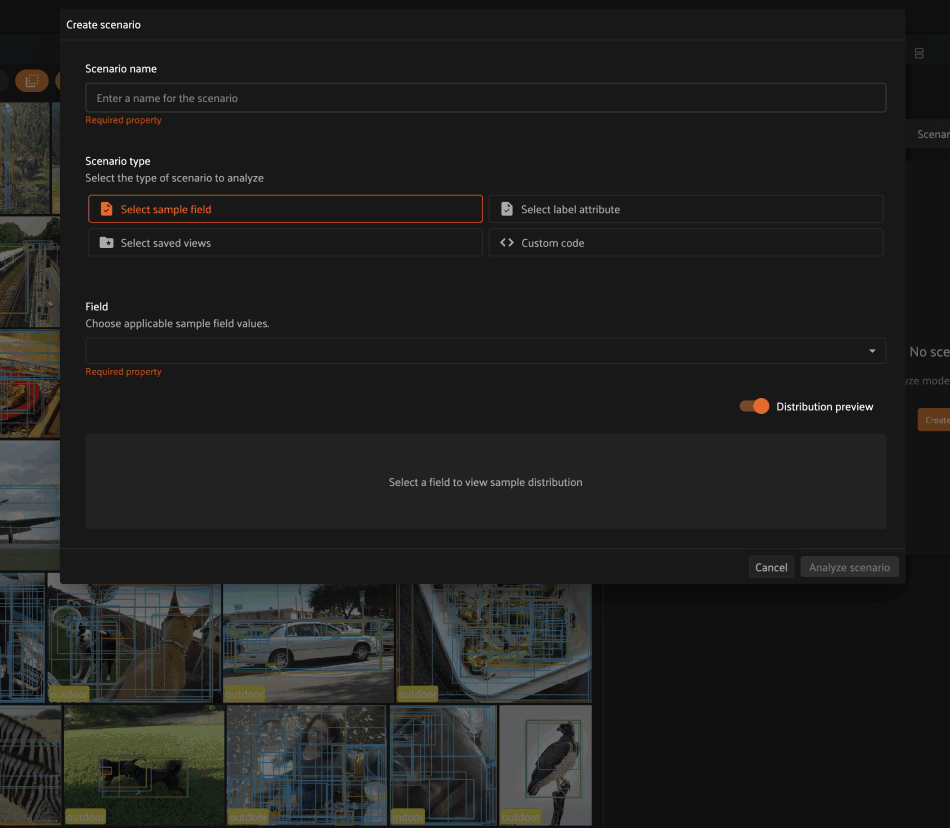 Create scenario
Scenario name
Enter a name for the scenario
Required property
Scenario type
Select the type of scenario to analyze
Select sample field
Select label attribute
Select saved views
Custom code
Field
Choose applicable sample field values.
Required property
Distribution preview
Select a field to view sample distribution
Cancel
Analyze scenario
Scenar
No sce
yze mode
Create
outdoor
outdoor
outdoor
outdoor
outdoor
indoor
outdoor